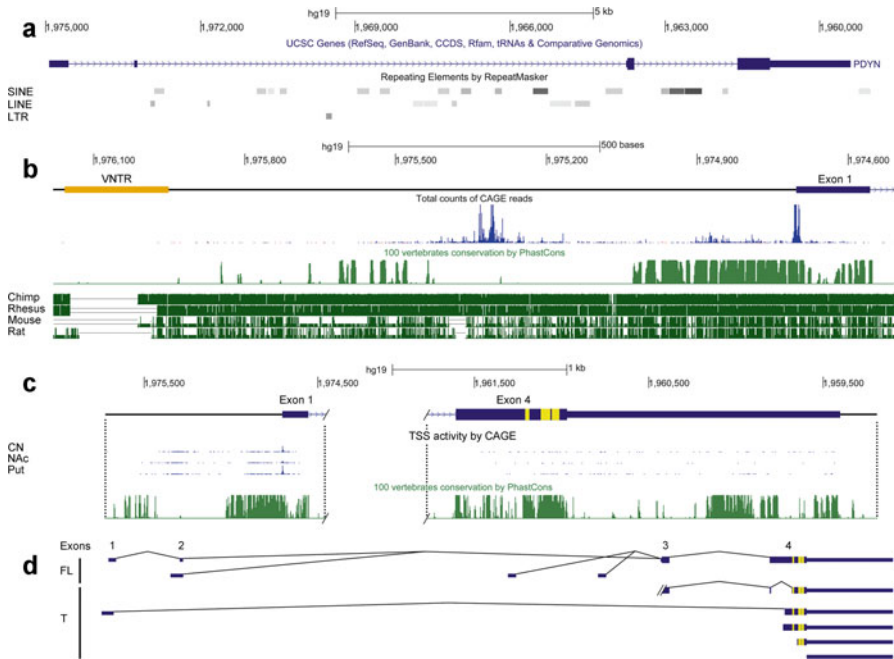 hg19 5 kb
a
1,975,000 1,972,000 1,969,000 1,966,000 1,963,000 1,960,000
UCSC Genes (RefSeq, GenBank, CCDS, Rfam, tRNAs & Comparative Genomics)
PDYN
Repeating Elements by RepeatMasker
SINE
LINE
LTR
hg19 500 bases
b
1,976,100 1,975,800 1,975,500 1,975,200 1,974,900 1,974,600
VNTR Exon 1
Total counts of CAGE reads
100 vertebrates conservation by PhastCons
Chimp
Rhesus
Mouse
Rat
hg19 1 kb
c
1,975,500 1,974,500 1,961,500 1,960,500 1,959,500
Exon 1 Exon 4
TSS activity by CAGE
CN
NAc
Put
100 vertebrates conservation by PhastCons
d
Exons 1 2 3 4
FL
T